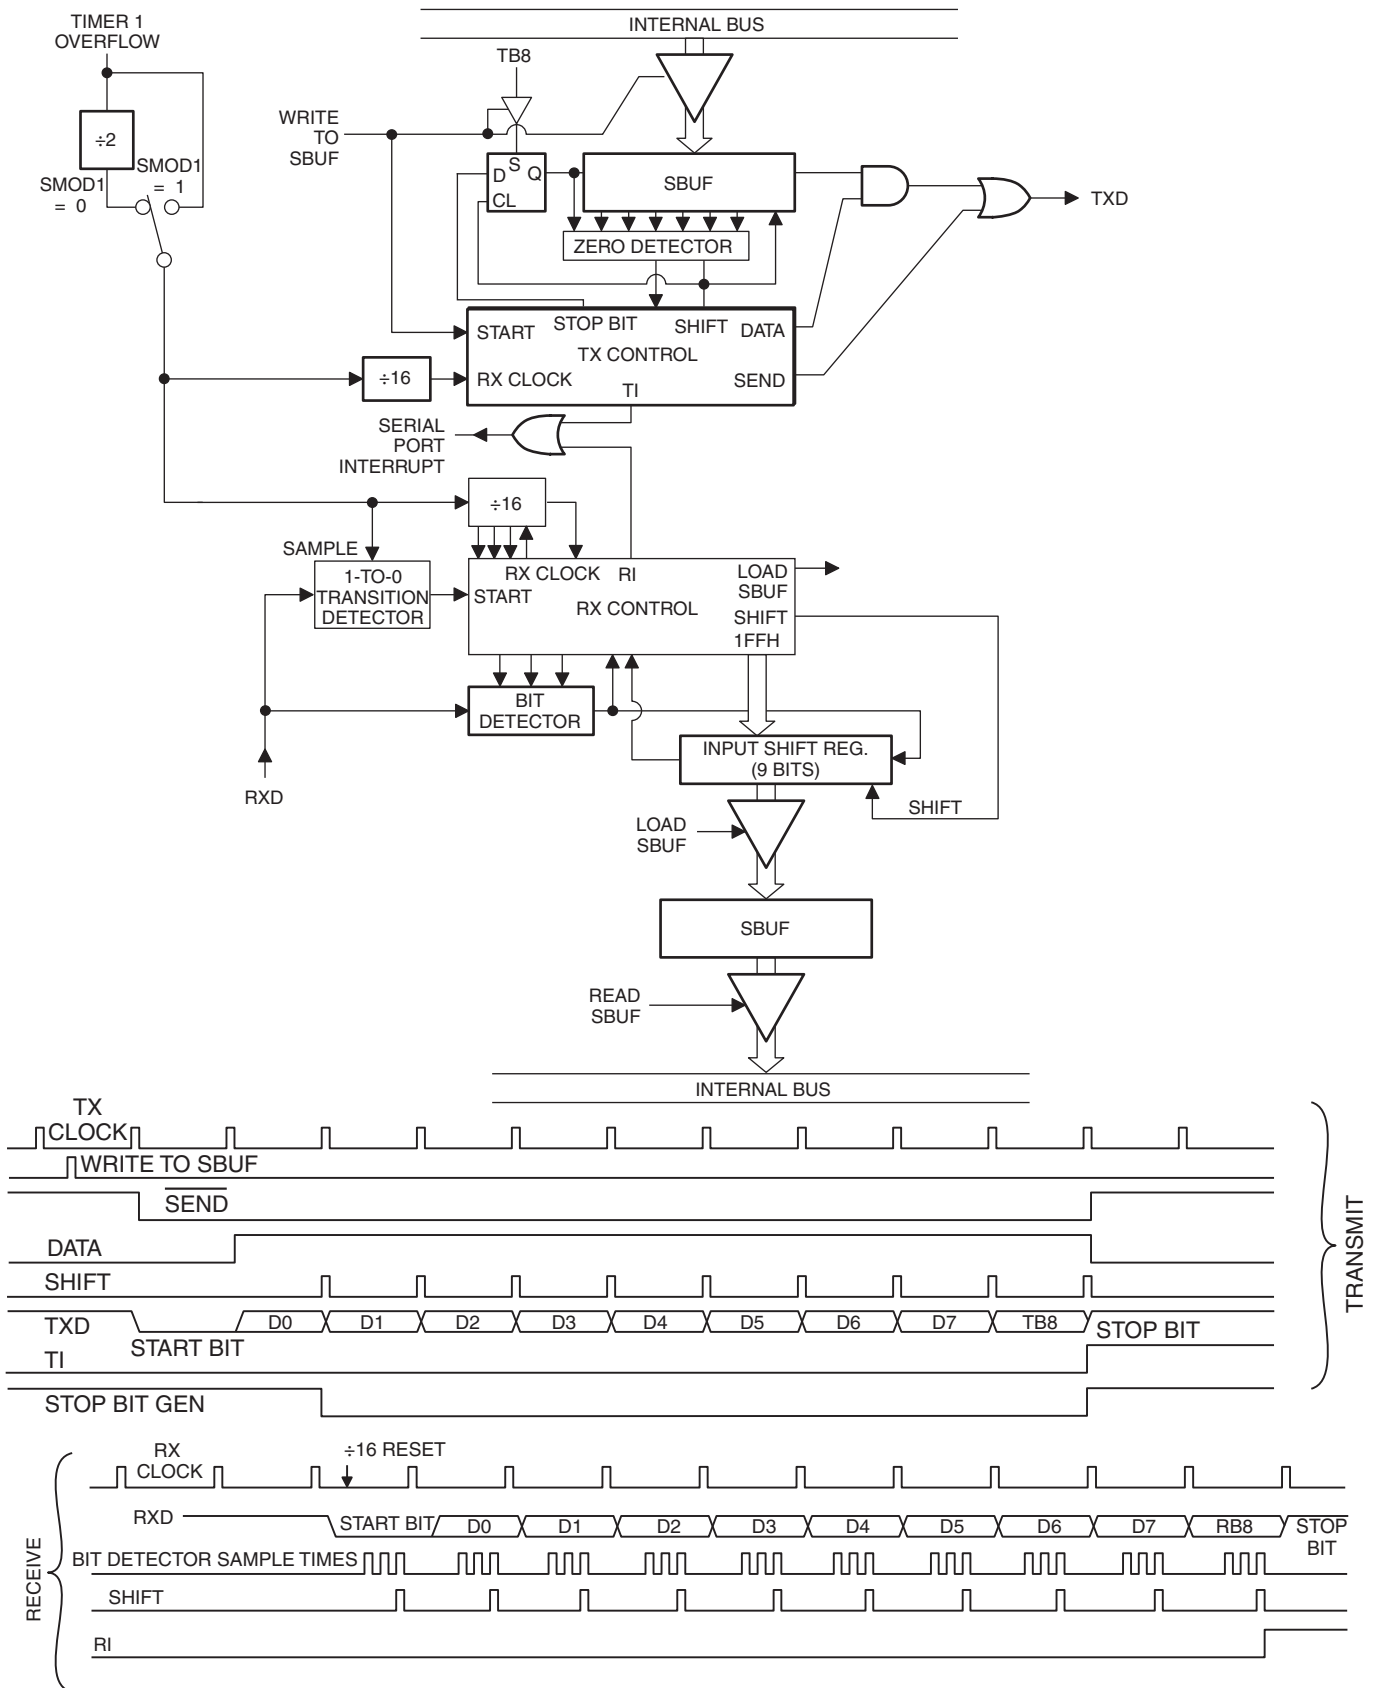 TIMER 1
OVERFLOW
INTERNAL BUS
TB8
WRITE
TO
SBUF
÷2
SMOD1
= 1
SMOD1
= 0
D
S
Q
CL
SBUF
TXD
ZERO DETECTOR
START
STOP BIT
SHIFT
DATA
TX CONTROL
÷16
RX CLOCK
TI
SEND
SERIAL
PORT
INTERRUPT
÷16
SAMPLE
1-TO-0
TRANSITION
DETECTOR
RX CLOCK
RI
LOAD
SBUF
START
RX CONTROL
SHIFT
1FFH
BIT
DETECTOR
INPUT SHIFT REG.
(9 BITS)
RXD
SHIFT
LOAD
SBUF
SBUF
READ
SBUF
INTERNAL BUS
TX
CLOCK
WRITE TO SBUF
SEND
DATA
SHIFT
TXD
START BIT
D0
D1
D2
D3
D4
D5
D6
D7
TB8
STOP BIT
TI
STOP BIT GEN
TRANSMIT
RX
CLOCK
÷16 RESET
RXD
START BIT
D0
D1
D2
D3
D4
D5
D6
D7
RB8
STOP
BIT
BIT DETECTOR SAMPLE TIMES
SHIFT
RI
RECEIVE